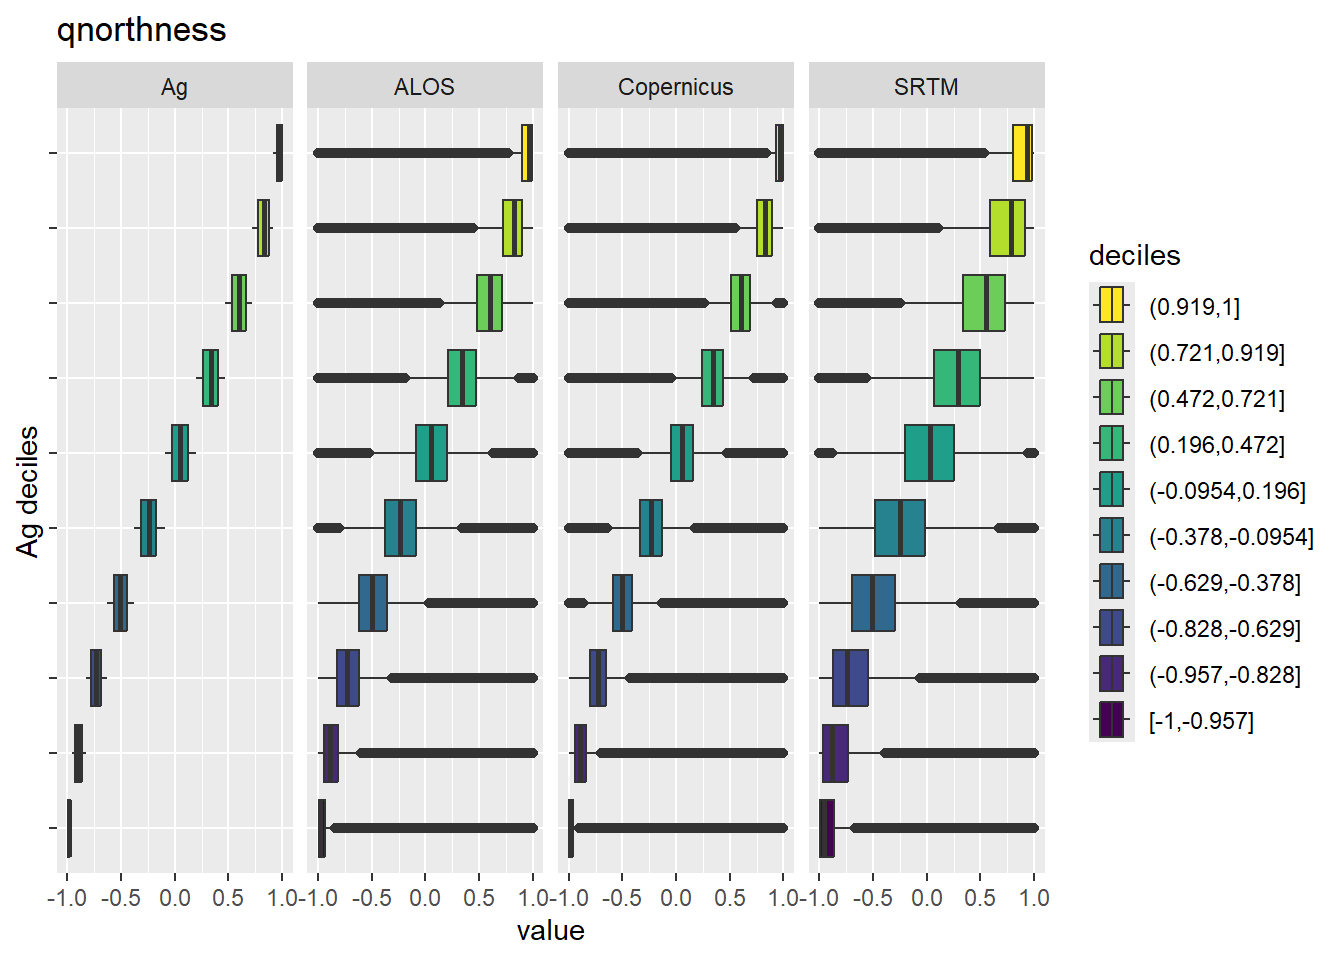 qnorthness
Ag ALOS Copernicus SRTM
Ag deciles
-1.0 -0.5 0.0 0.5 1.0 -1.0 -0.5 0.0 0.5 1.0 -1.0 -0.5 0.0 0.5 1.0 -1.0 -0.5 0.0 0.5 1.0
value
deciles
(0.919,1]
(0.721,0.919]
(0.472,0.721]
(0.196,0.472]
(-0.0954,0.196]
(-0.378,-0.0954]
(-0.629,-0.378]
(-0.828,-0.629]
(-0.957,-0.828]
[-1,-0.957]